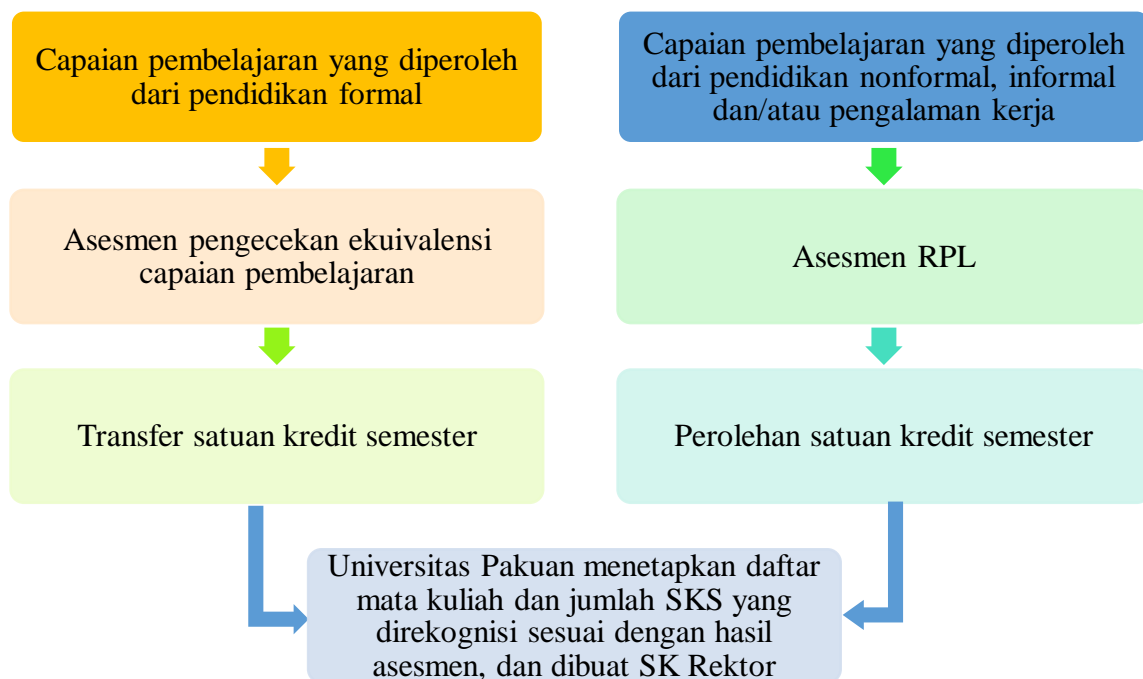 Capaian pembelajaran yang diperoleh
dari pendidikan formal
Asesmen pengecekan ekuivalensi
capaian pembelajaran
Transfer satuan kredit semester
Capaian pembelajaran yang diperoleh
dari pendidikan nonformal, informal
dan/atau pengalaman kerja
Asesmen RPL
Perolehan satuan kredit semester
Universitas Pakuan menetapkan daftar
mata kuliah dan jumlah SKS yang
direkognisi sesuai dengan hasil
asesmen, dan dibuat SK Rektor